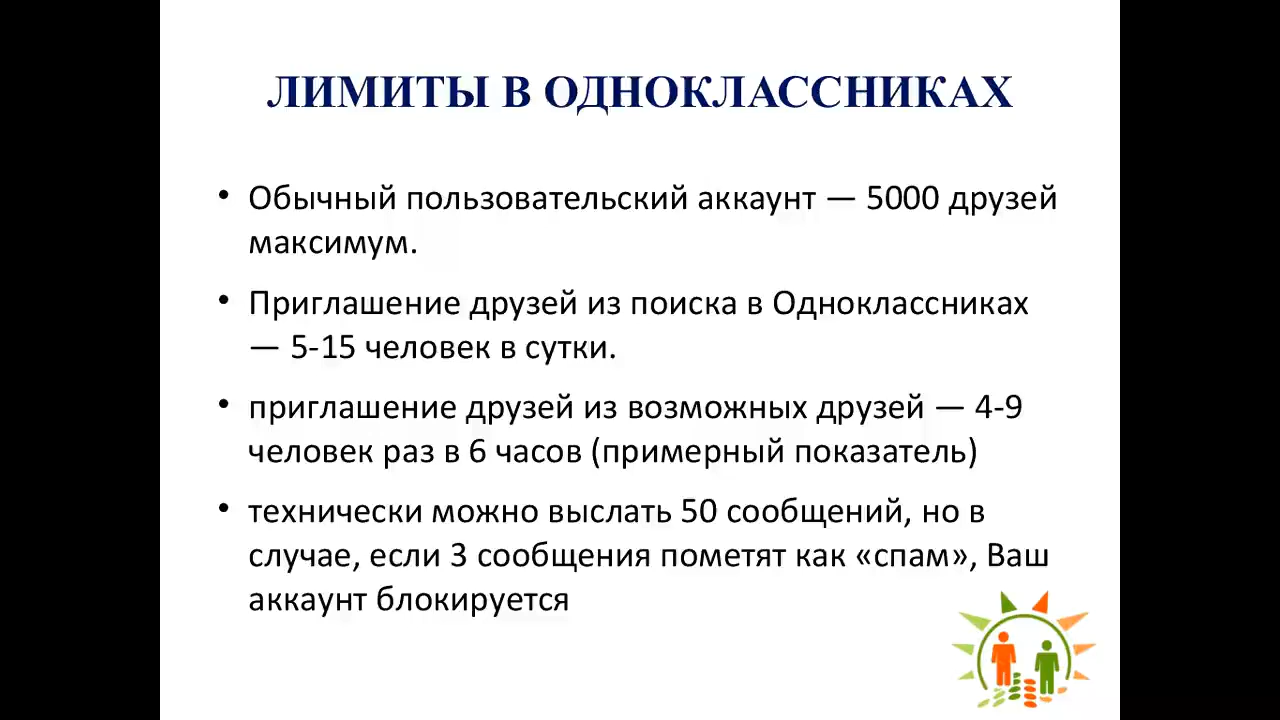 ЛИМИТЫ В ОДНОКЛАССНИКАХ
• Обычный пользовательский аккаунт — 5000 друзей
максимум.
• Приглашение друзей из поиска в Одноклассниках
— 5-15 человек в сутки.
• приглашение друзей из возможных друзей — 4-9
человек раз в 6 часов (примерный показатель)
• технически можно выслать 50 сообщений, но в
случае, если 3 сообщения пометят как «спам», Ваш
аккаунт блокируется